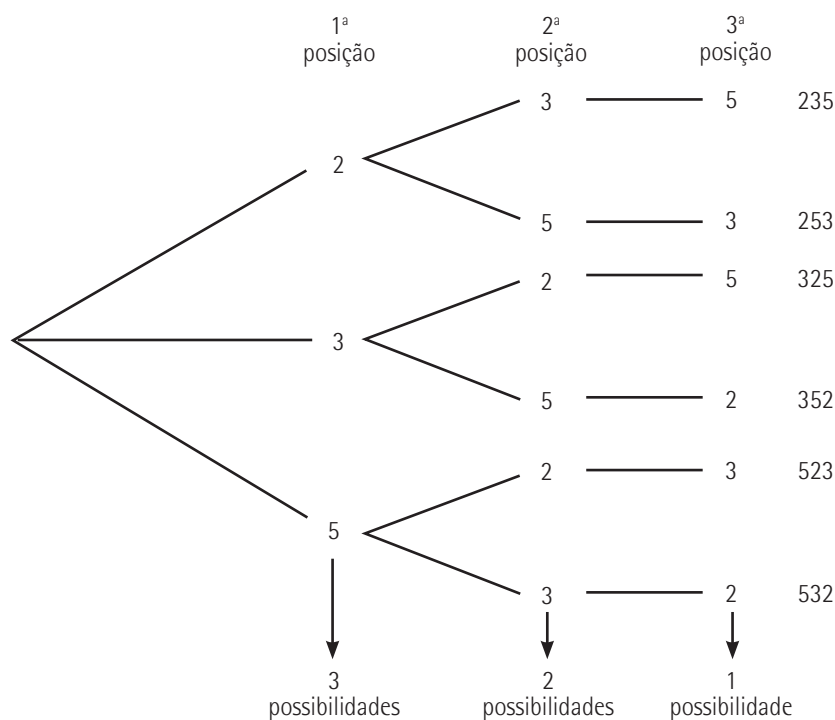 1ª 2ª 3ª
posição posição posição
3 5 235
2
5 3 253
2 5 325
3
5 2 352
2 3 523
5
3 2 532
3 2 1
possibilidades possibilidades possibilidade